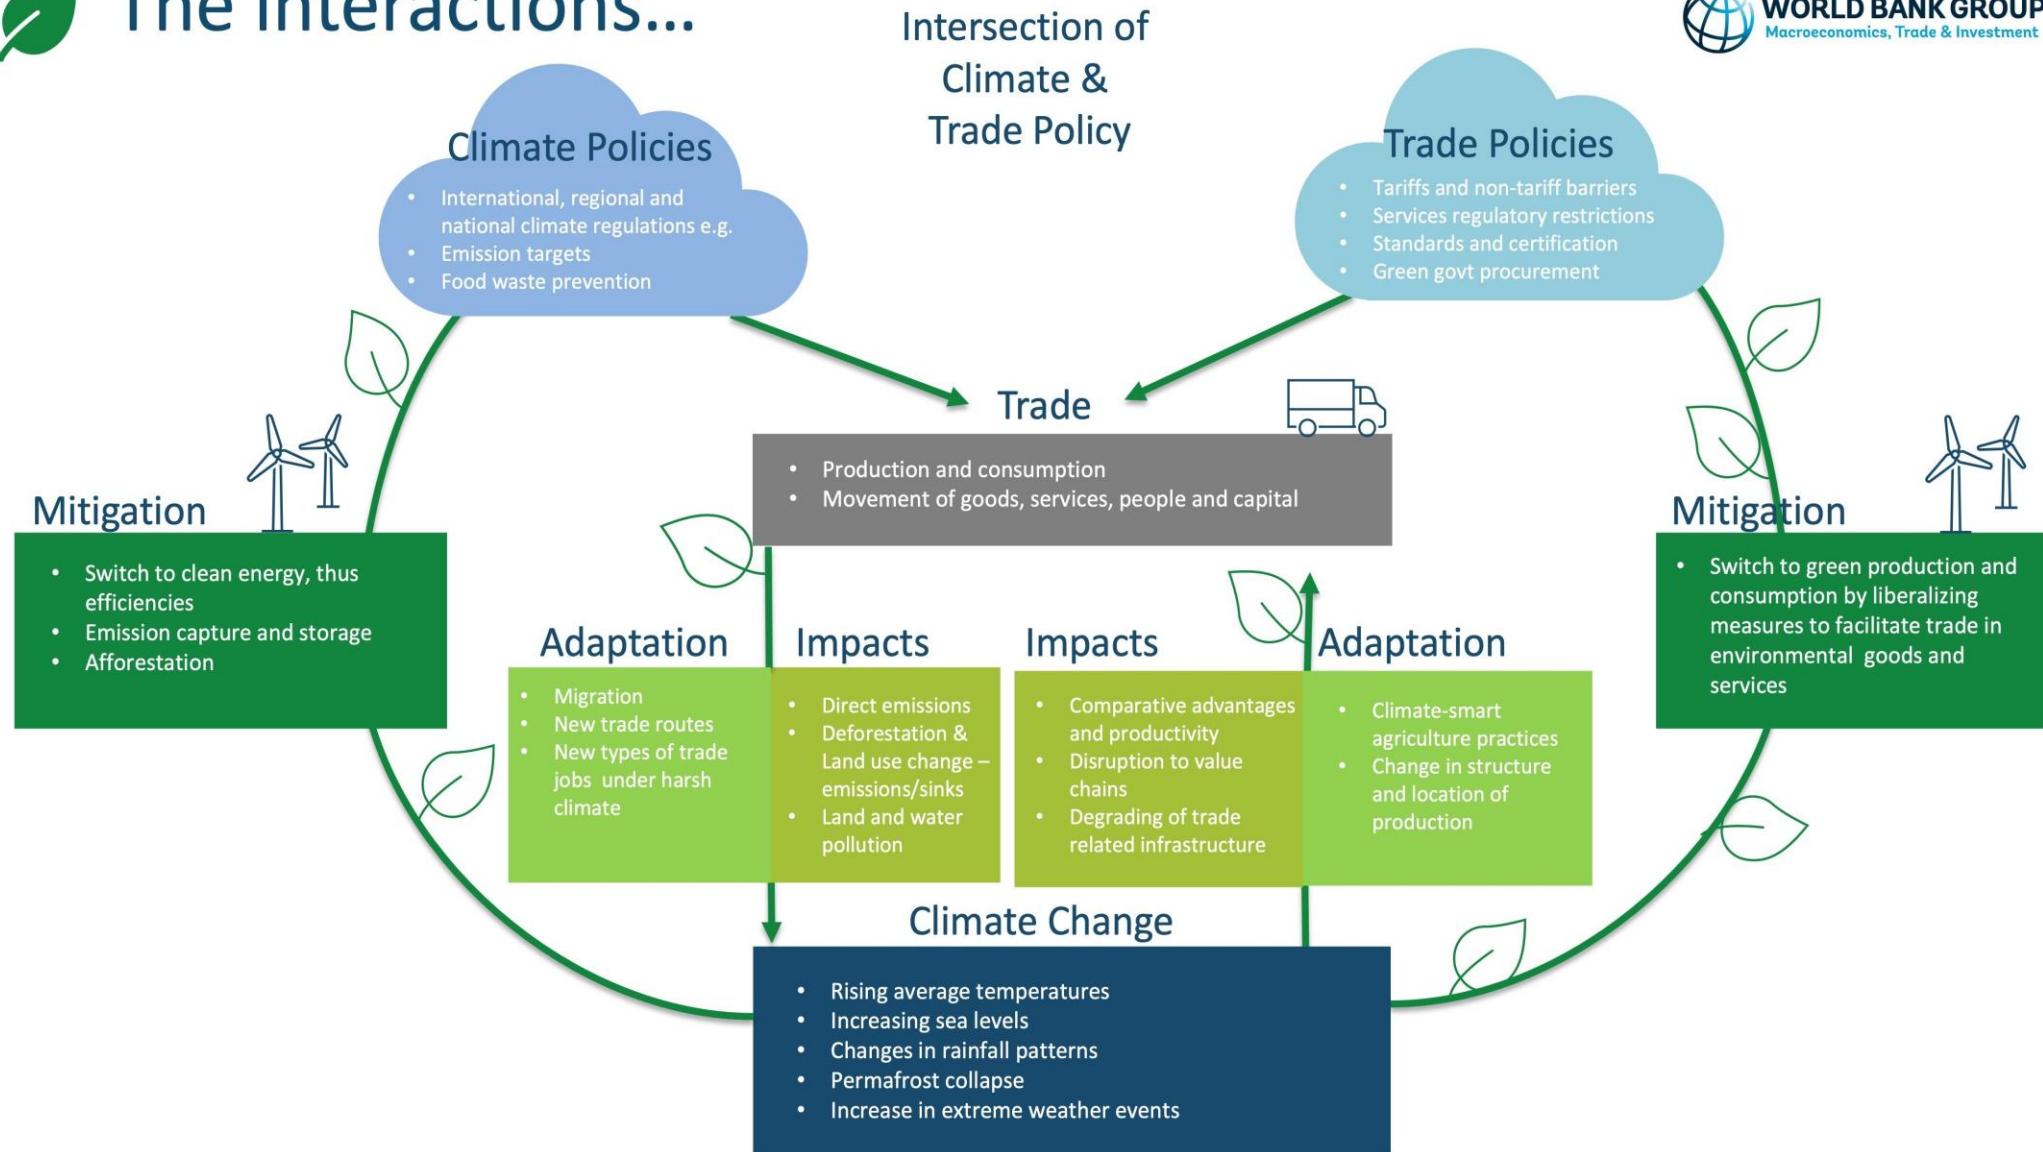 The Interactions...
Intersection of
Climate &
Trade Policy
WORLD BANK GROUP
Macroeconomics, Trade & Investment
Climate Policies
• International, regional and
national climate regulations e.g.
• Emission targets
• Food waste prevention
Trade Policies
• Tariffs and non-tariff barriers
• Services regulatory restrictions
• Standards and certification
• Green govt procurement
Trade
• Production and consumption
• Movement of goods, services, people and capital
Mitigation
• Switch to clean energy, thus
efficiencies
• Emission capture and storage
• Afforestation
Mitigation
• Switch to green production and
consumption by liberalizing
measures to facilitate trade in
environmental goods and
services
Adaptation
• Migration
• New trade routes
• New types of trade
jobs under harsh
climate
Impacts
• Direct emissions
• Deforestation &
Land use change –
emissions/sinks
• Land and water
pollution
Impacts
• Comparative advantages
and productivity
• Disruption to value
chains
• Degrading of trade
related infrastructure
Adaptation
• Climate-smart
agriculture practices
• Change in structure
and location of
production
Climate Change
• Rising average temperatures
• Increasing sea levels
• Changes in rainfall patterns
• Permafrost collapse
• Increase in extreme weather events